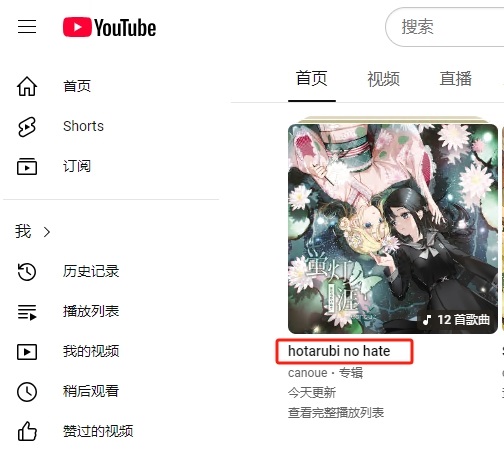 YouTube
搜索
首页
Shorts
订阅
我
历史记录
播放列表
我的视频
稍后观看
赞过的视频
首页 视频 直播
12 首歌曲
hotarubi no hate
canoue • 专辑
今天更新
查看完整播放列表